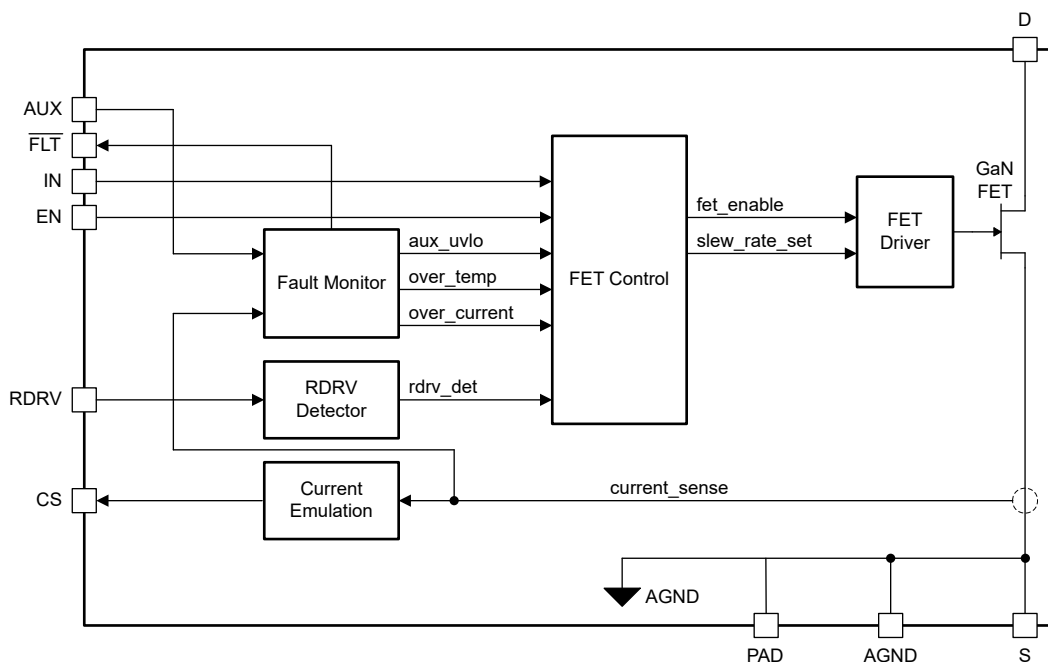 D
AUX
F̅L̅T̅
IN
EN
RDRV
CS
GaN
FET
fet_enable
slew_rate_set
FET
Driver
FET Control
aux_uvlo
over_temp
over_current
Fault Monitor
RDRV
Detector
rdrv_det
Current
Emulation
current_sense
AGND
PAD
AGND
S